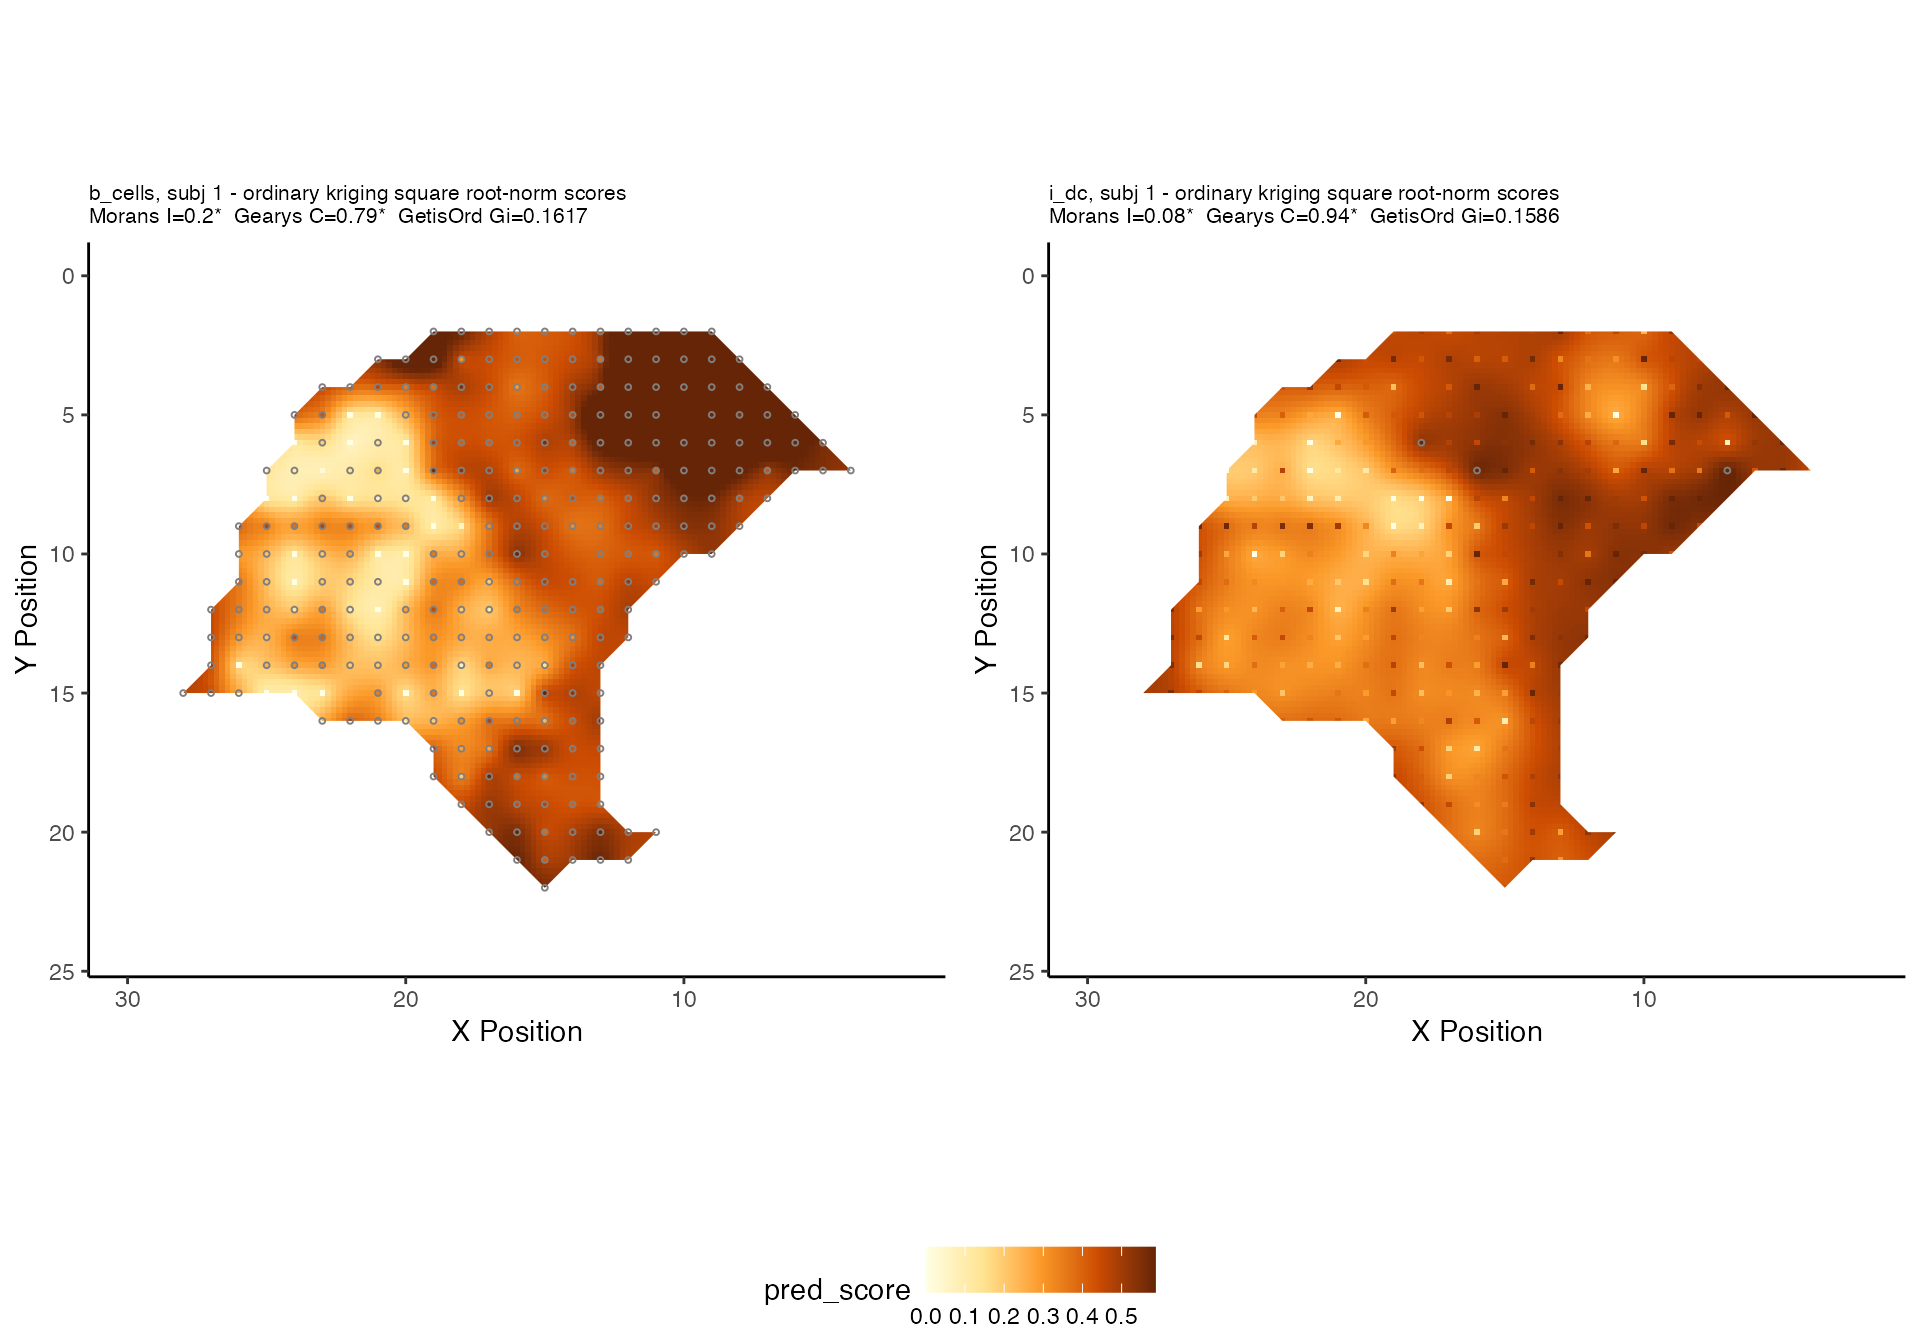 b_cells, subj 1 - ordinary kriging square root-norm scores
Morans I=0.2*  Gearys C=0.79*  GetisOrd Gi=0.1617
0
5
10
15
20
25
Y Position
30
20
10
X Position
i_dc, subj 1 - ordinary kriging square root-norm scores
Morans I=0.08*  Gearys C=0.94*  GetisOrd Gi=0.1586
0
5
10
15
20
25
Y Position
30
20
10
X Position
pred_score
0.0 0.1 0.2 0.3 0.4 0.5